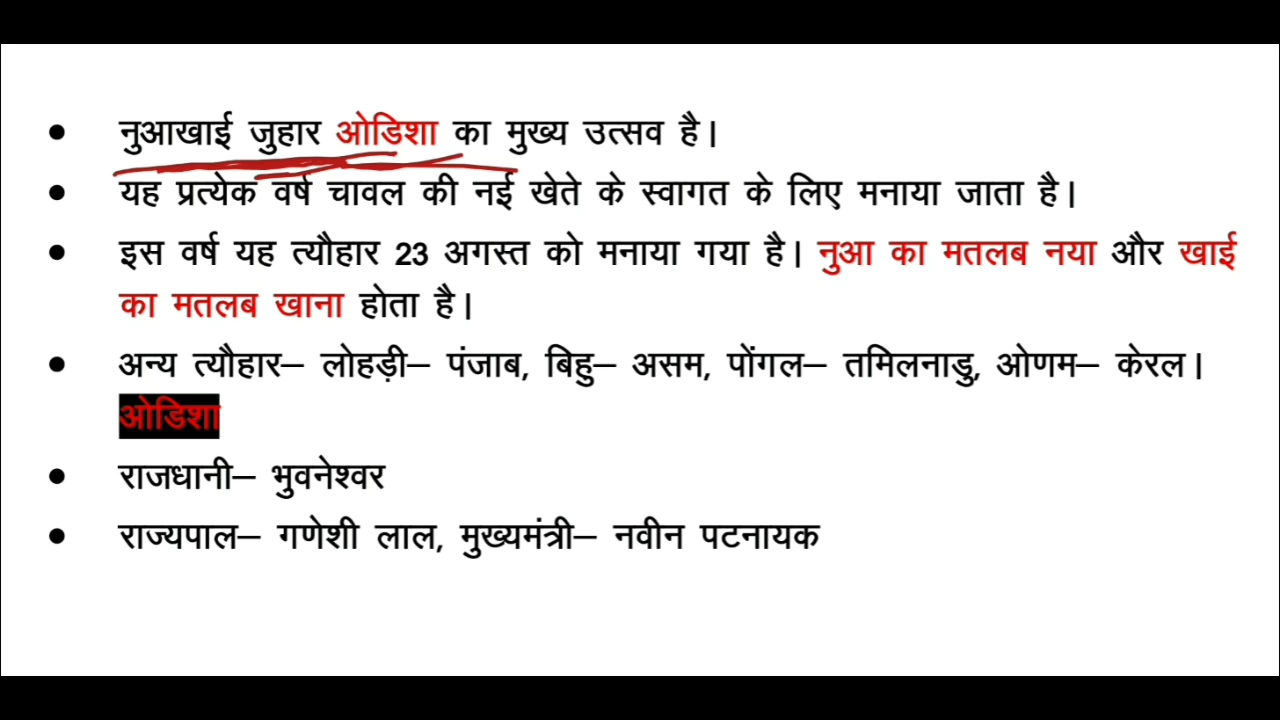 • नुआखाई जुहार ओडिशा का मुख्य उत्सव है।
• यह प्रत्येक वर्ष चावल की नई खेते के स्वागत के लिए मनाया जाता है।
• इस वर्ष यह त्यौहार 23 अगस्त को मनाया गया है। नुआ का मतलब नया और खाई
का मतलब खाना होता है।
• अन्य त्यौहार– लोहड़ी– पंजाब, बिहु– असम, पोंगल– तमिलनाडु, ओणम– केरल।
ओडिशा
• राजधानी– भुवनेश्वर
• राज्यपाल– गणेशी लाल, मुख्यमंत्री– नवीन पटनायक